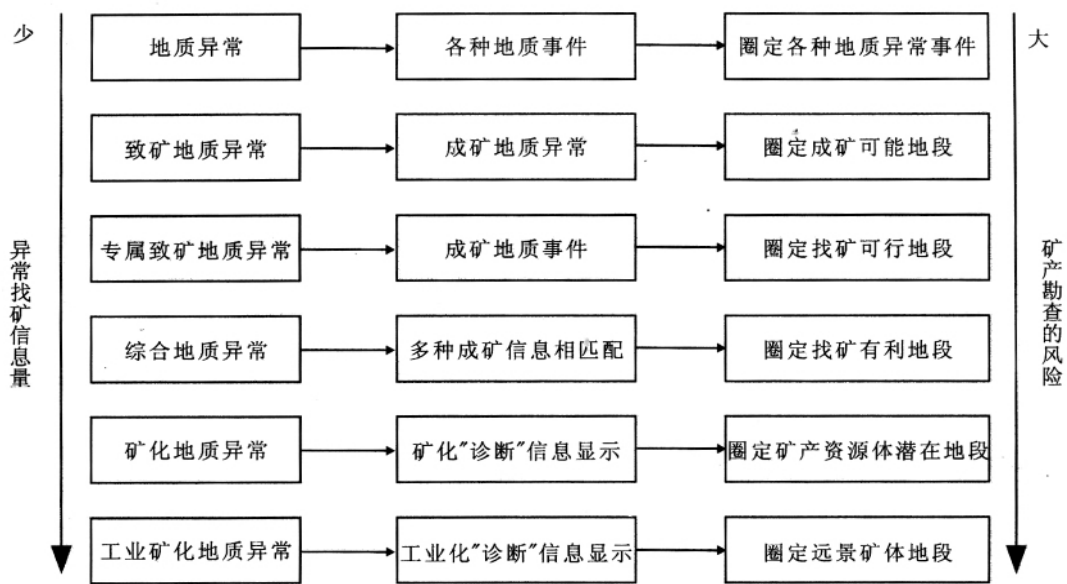 少
大
地质异常
各种地质事件
圈定各种地质异常事件
致矿地质异常
成矿地质异常
圈定成矿可能地段
专属致矿地质异常
成矿地质事件
圈定找矿可行地段
综合地质异常
多种成矿信息相匹配
圈定找矿有利地段
矿化地质异常
矿化"诊断"信息显示
圈定矿产资源体潜在地段
工业矿化地质异常
工业化"诊断"信息显示
圈定远景矿体地段
异常找矿信息量
矿产勘查的风险